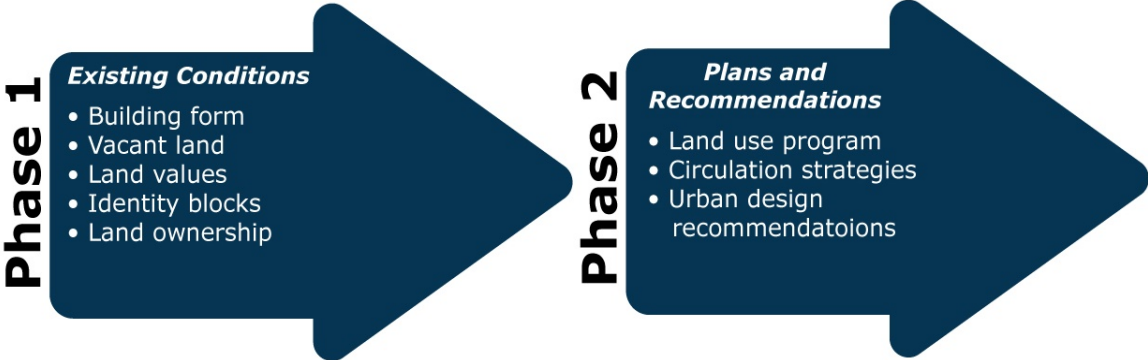 Phase 1
Existing Conditions
• Building form
• Vacant land
• Land values
• Identity blocks
• Land ownership
Phase 2
Plans and
Recommendations
• Land use program
• Circulation strategies
• Urban design
recommendatoions